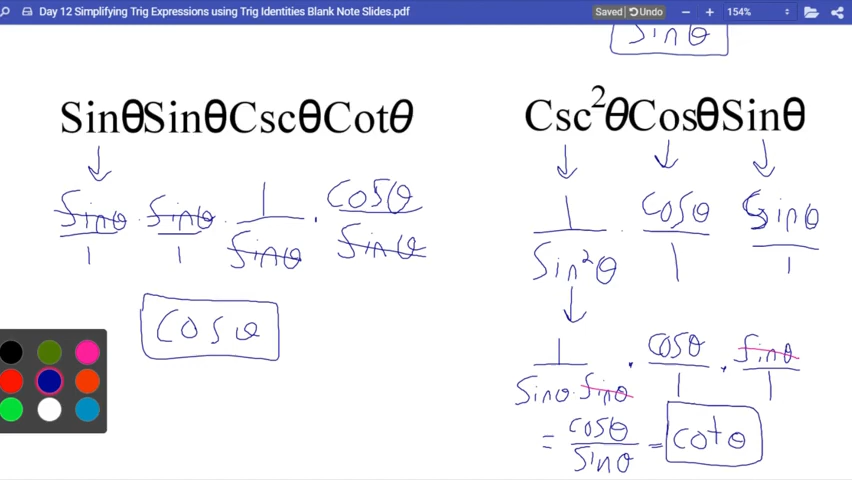 Day 12 Simplifying Trig Expressions using Trig Identities Blank Note Slides.pdf
Saved Undo 154%
Sinθ
SinθSinθCscθCotθ
Sinθ/1 · Sinθ/1 · 1/Sinθ · Cosθ/Sinθ
Cosθ
Csc²θCosθSinθ
1/Sin²θ · Cosθ/1 Sinθ/1
1/Sinθ·Sinθ · Cosθ/1 · Sinθ/1
= Cosθ/Sinθ = Cotθ